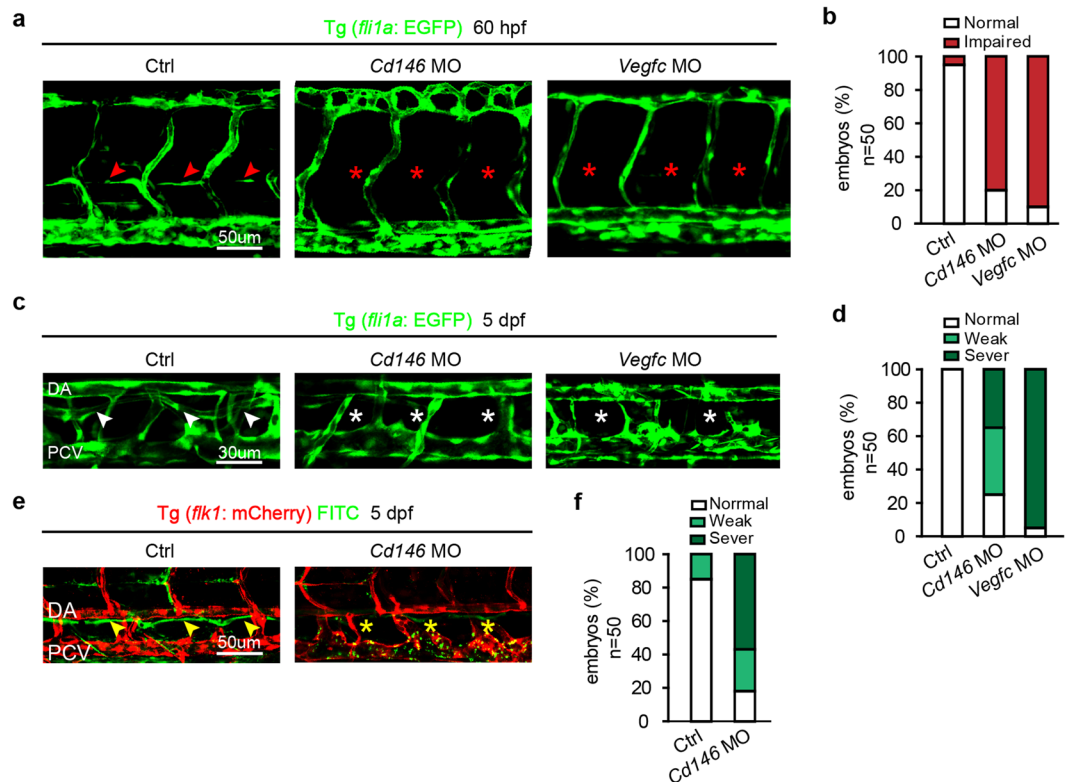 a
Tg (fli1a: EGFP) 60 hpf
Ctrl
Cd146 MO
Vegfc MO
50um
b
Normal
Impaired
embryos (%)
n=50
100
80
60
40
20
0
Ctrl
Cd146 MO
Vegfc MO
c
Tg (fli1a: EGFP) 5 dpf
Ctrl
Cd146 MO
Vegfc MO
DA
PCV
30um
d
Normal
Weak
Sever
embryos (%)
n=50
100
80
60
40
20
0
Ctrl
Cd146 MO
Vegfc MO
e
Tg (flk1: mCherry) FITC 5 dpf
Ctrl
Cd146 MO
DA
PCV
50um
f
Norrmal
Weak
Sever
embryos (%)
n=50
100
80
60
40
20
0
Ctrl
Cd146 MO